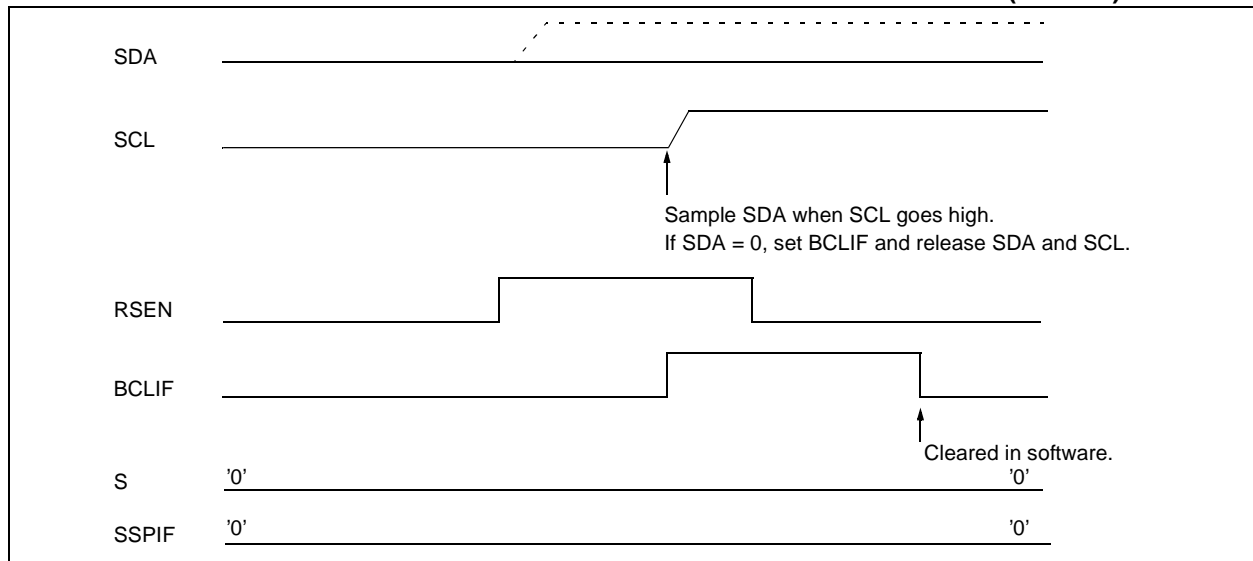 SDA
SCL
Sample SDA when SCL goes high.
If SDA = 0, set BCLIF and release SDA and SCL.
RSEN
BCLIF
Cleared in software.
S '0' '0'
SSPIF '0' '0'